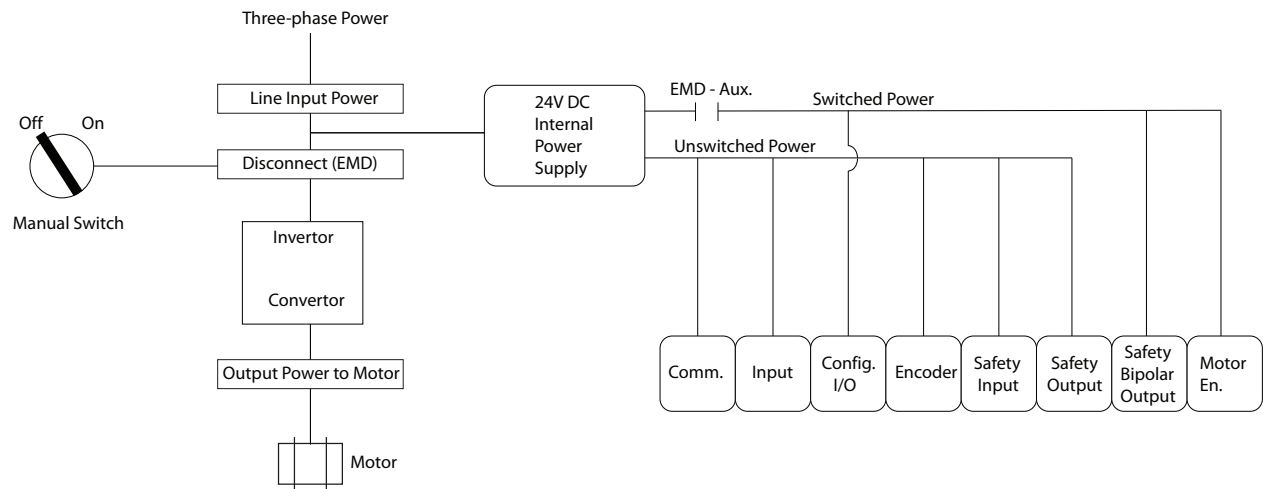 Three-phase Power
Line Input Power
Off
On
Disconnect (EMD)
Manual Switch
Invertor
Convertor
Output Power to Motor
Motor
24V DC
Internal
Power
Supply
EMD - Aux.
Switched Power
Unswitched Power
Comm.
Input
Config.
I/O
Encoder
Safety
Input
Safety
Output
Safety
Bipolar
Output
Motor
En.